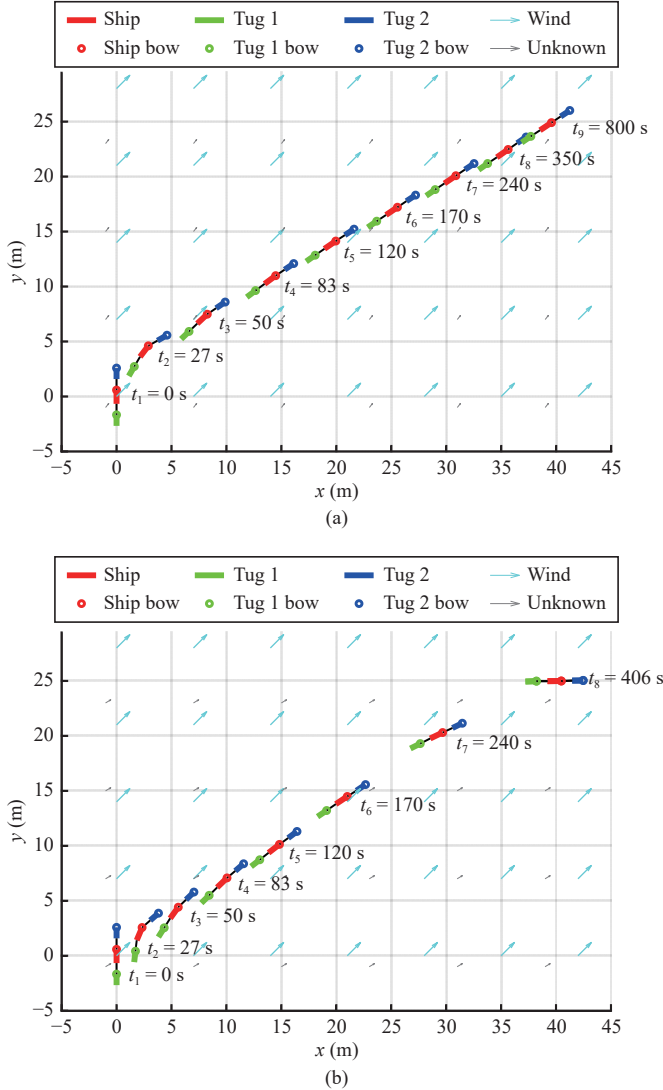 Ship Tug 1 Tug 2 Wind
Ship bow Tug 1 bow Tug 2 bow Unknown
25
20
15
10
5
0
−5
y (m)
t9 = 800 s
t8 = 350 s
t7 = 240 s
t6 = 170 s
t5 = 120 s
t4 = 83 s
t3 = 50 s
t2 = 27 s
t1 = 0 s
−5 0 5 10 15 20 25 30 35 40 45
x (m)
(a)
Ship Tug 1 Tug 2 Wind
Ship bow Tug 1 bow Tug 2 bow Unknown
25
20
15
10
5
0
−5
y (m)
t8 = 406 s
t7 = 240 s
t6 = 170 s
t5 = 120 s
t4 = 83 s
t3 = 50 s
t2 = 27 s
t1 = 0 s
−5 0 5 10 15 20 25 30 35 40 45
x (m)
(b)